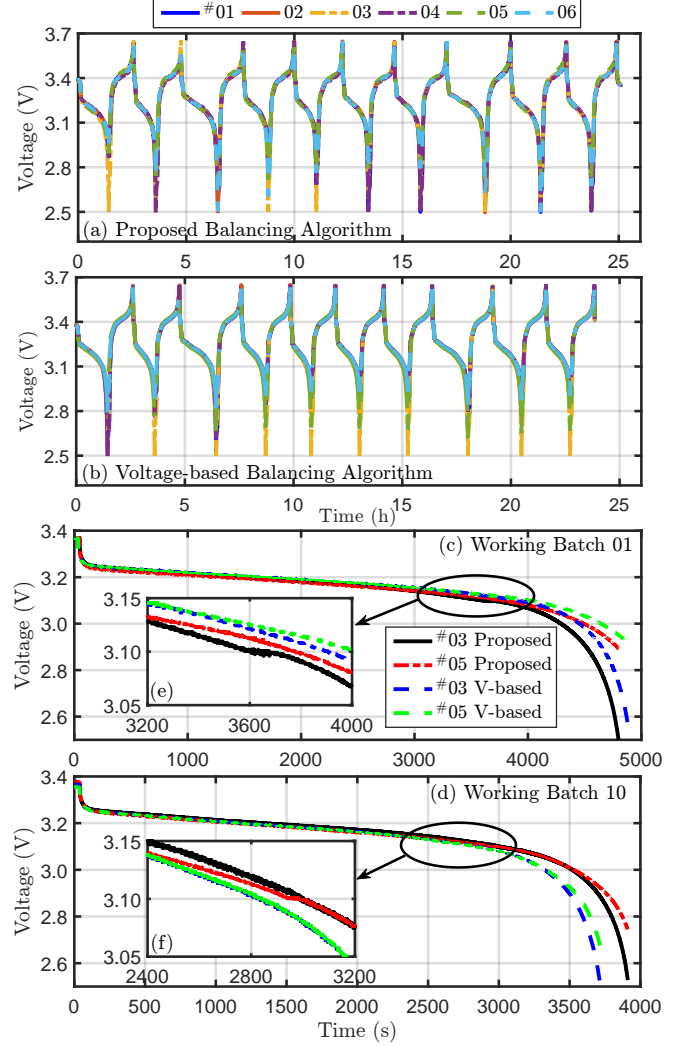 #01 02 03 04 05 06
3.7
3.4
3.1
2.8
2.5
Voltage (V)
(a) Proposed Balancing Algorithm
0 5 10 15 20 25
3.7
3.4
3.1
2.8
2.5
Voltage (V)
(b) Voltage-based Balancing Algorithm
0 5 10 15 20 25
Time (h)
3.4
3.2
3.0
2.8
2.6
Voltage (V)
(c) Working Batch 01
3.15
3.10
3.05
(e)
3200 3600 4000
#03 Proposed
#05 Proposed
#03 V-based
#05 V-based
0 1000 2000 3000 4000 5000
3.4
3.2
3.0
2.8
2.6
Voltage (V)
(d) Working Batch 10
3.15
3.10
3.05
(f)
2400 2800 3200
0 500 1000 1500 2000 2500 3000 3500 4000
Time (s)